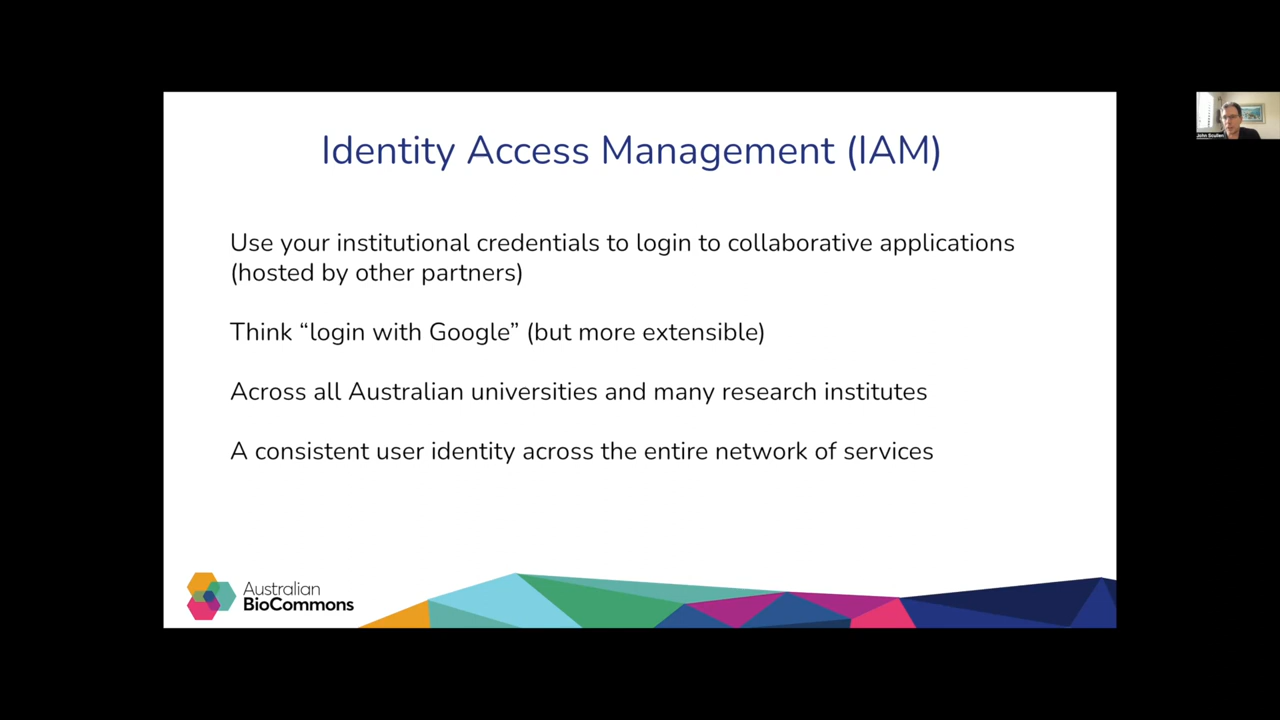 Identity Access Management (IAM)
John Scullen
Use your institutional credentials to login to collaborative applications
(hosted by other partners)
Think “login with Google” (but more extensible)
Across all Australian universities and many research institutes
A consistent user identity across the entire network of services
Australian
BioCommons